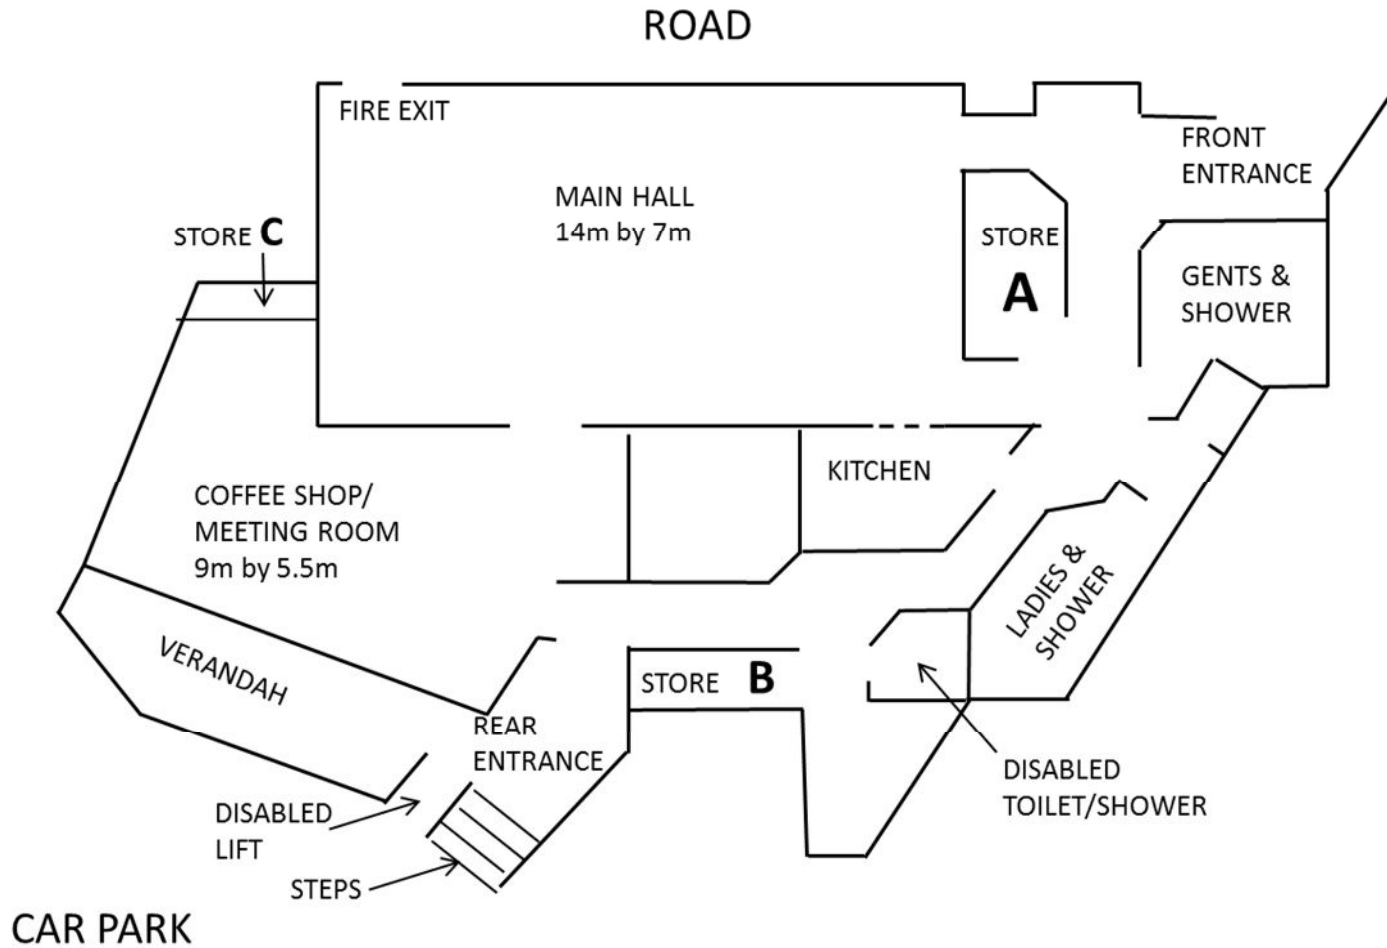 ROAD
FIRE EXIT
FRONT
ENTRANCE
MAIN HALL
14m by 7m
STORE C
STORE
A
GENTS &
SHOWER
KITCHEN
COFFEE SHOP/
MEETING ROOM
9m by 5.5m
LADIES &
SHOWER
VERANDAH
STORE B
REAR
ENTRANCE
DISABLED
TOILET/SHOWER
DISABLED
LIFT
STEPS
CAR PARK